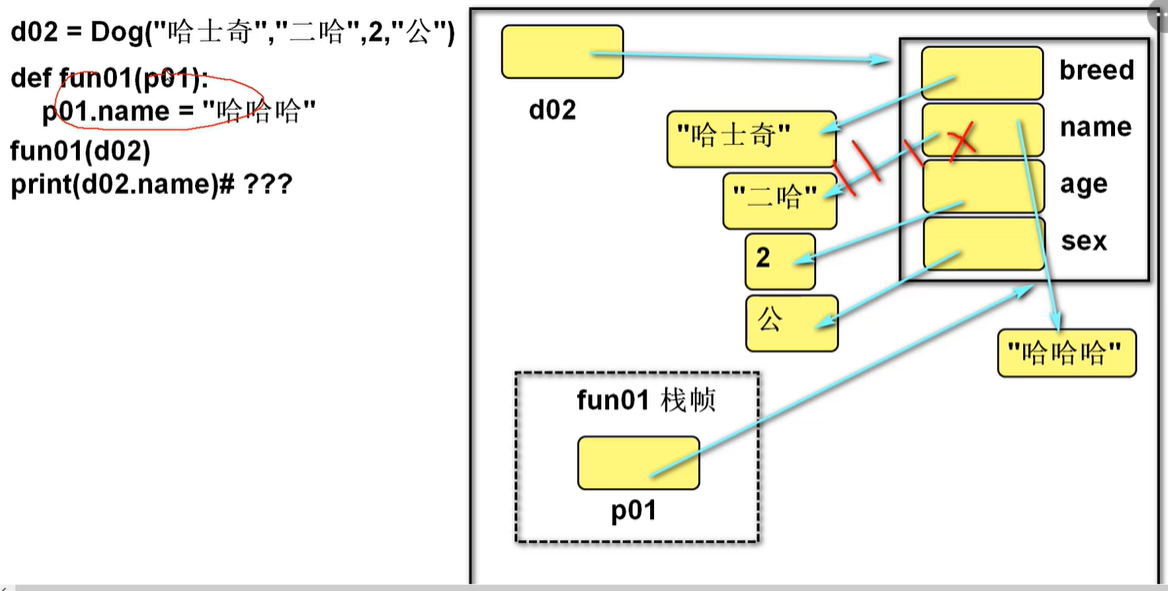 d02 = Dog("哈士奇","二哈",2,"公")
def fun01(p01):
p01.name = "哈哈哈"
fun01(d02)
print(d02.name)# ???
d02
breed
"哈士奇"
name
"二哈"
age
2
sex
公
"哈哈哈"
fun01 栈帧
p01